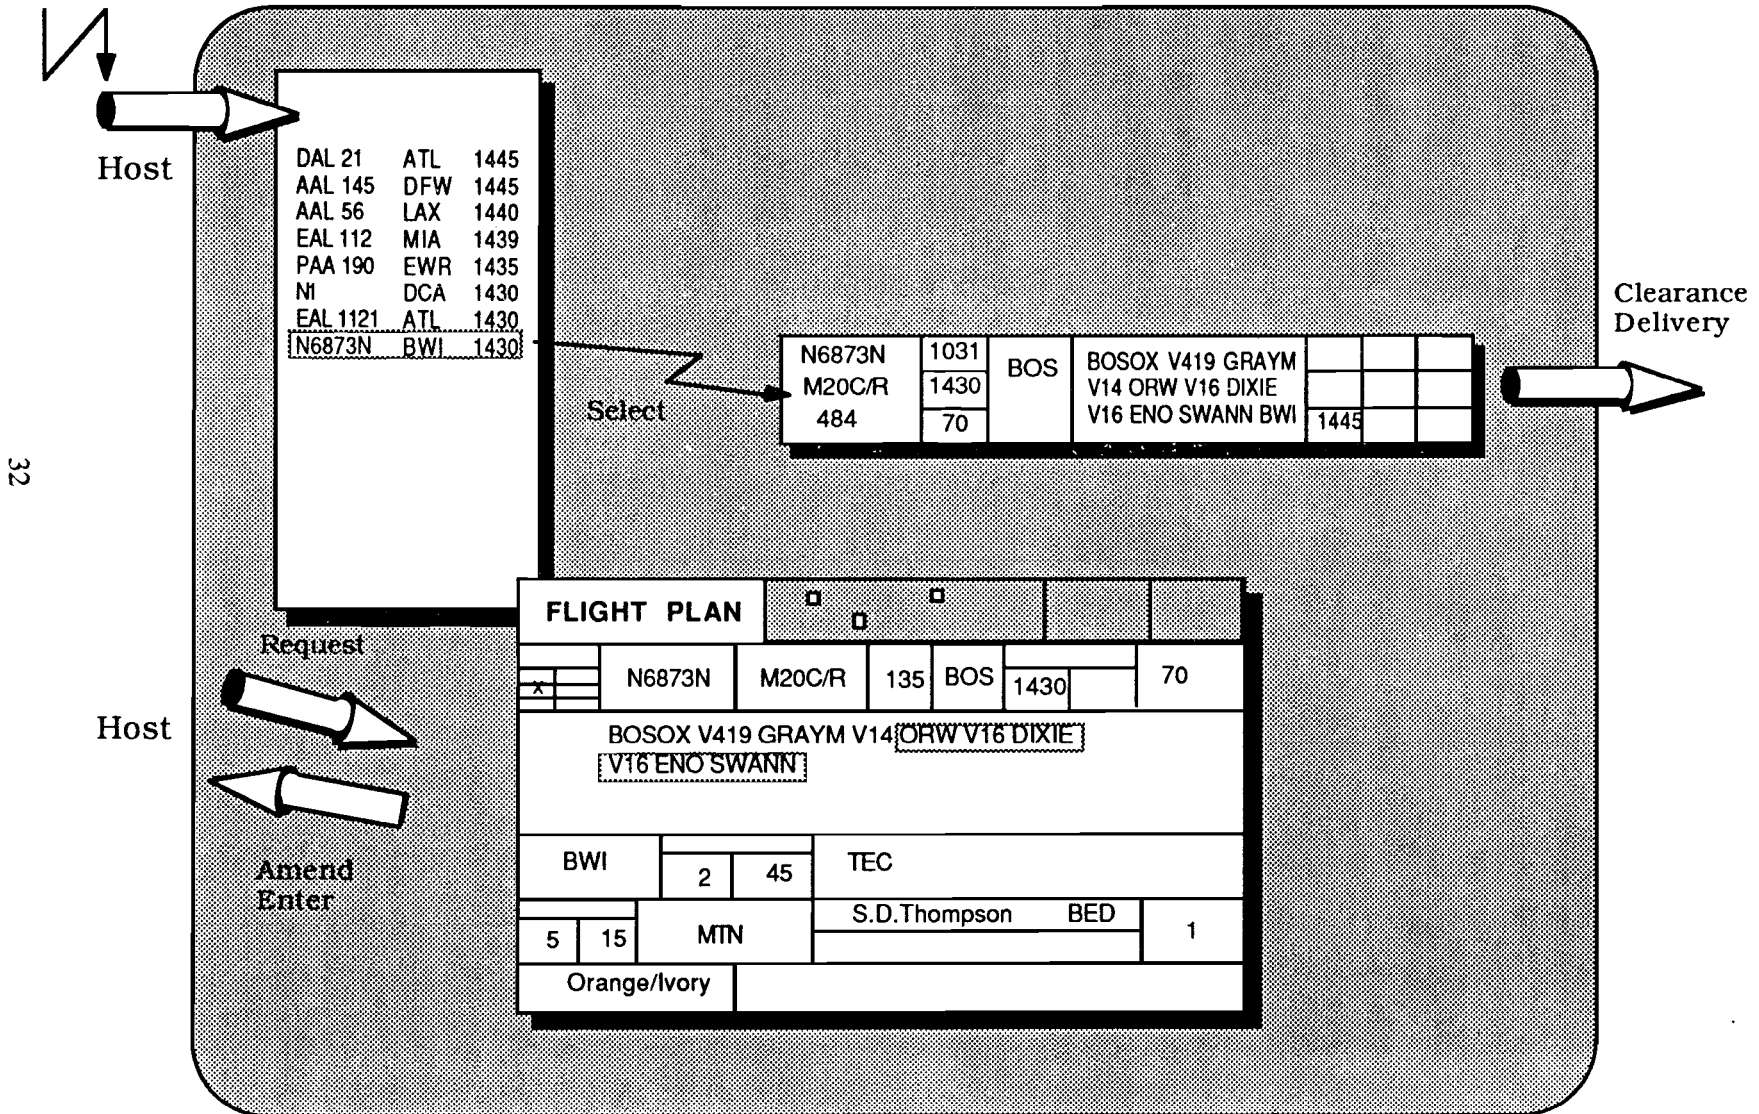 Host
DAL 21 ATL 1445
AAL 145 DFW 1445
AAL 56 LAX 1440
EAL 112 MIA 1439
PAA 190 EWR 1435
N1 DCA 1430
EAL 1121 ATL 1430
N6873N BWI 1430
Select
N6873N 1031 BOS BOSOX V419 GRAYM
M20C/R 1430 V14 ORW V16 DIXIE
484 70 V16 ENO SWANN BWI 1445
Clearance
Delivery
32
Request
Host
Amend
Enter
FLIGHT PLAN
X N6873N M20C/R 135 BOS 1430 70
BOSOX V419 GRAYM V14 ORW V16 DIXIE
V16 ENO SWANN
BWI 2 45 TEC
5 15 MTN S.D.Thompson BED 1
Orange/Ivory